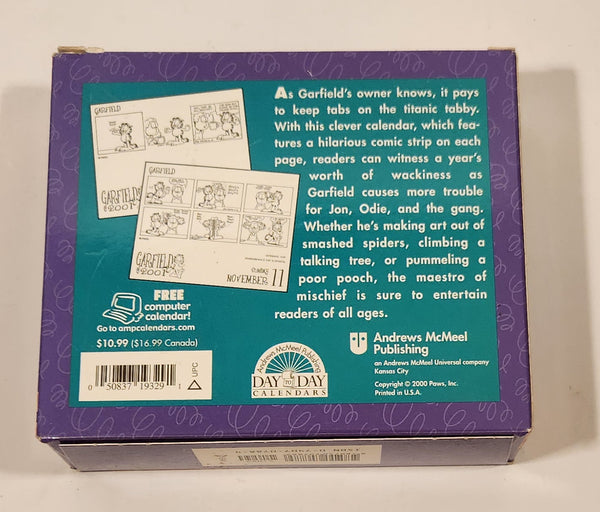 As Garfield's owner knows, it pays
to keep tabs on the titanic tabby.
With this clever calendar, which fea-
tures a hilarious comic strip on each
page, readers can witness a year's
worth of wackiness as
Garfield causes more trouble
for Jon, Odie, and the gang.
Whether he's making art out of
smashed spiders, climbing a
talking tree, or pummeling a
poor pooch, the maestro of
mischief is sure to entertain
readers of all ages.
GARFIELD
GARFIELD
2001
GARFIELD
GARFIELD
2001
SUNDAY
NOVEMBER 11
FREE
computer
calendar!
Go to ampcalendars.com
$10.99 ($16.99 Canada)
0 50837 19329 1
UPC
Andrews McMeel Publishing
DAY TO DAY
CALENDARS
Andrews McMeel
Publishing
an Andrews McMeel Universal company
Kansas City
Copyright © 2000 Paws, Inc.
Printed in U.S.A.